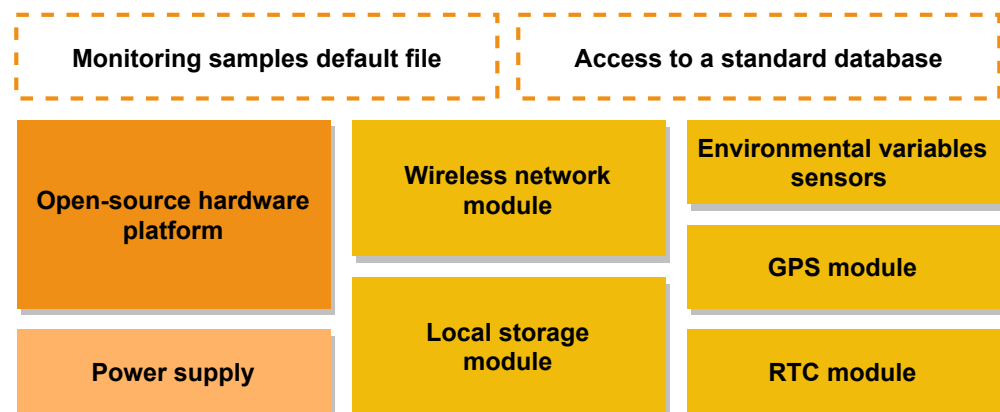 Monitoring samples default file
Access to a standard database
Open-source hardware
platform
Power supply
Wireless network
module
Local storage
module
Environmental variables
sensors
GPS module
RTC module